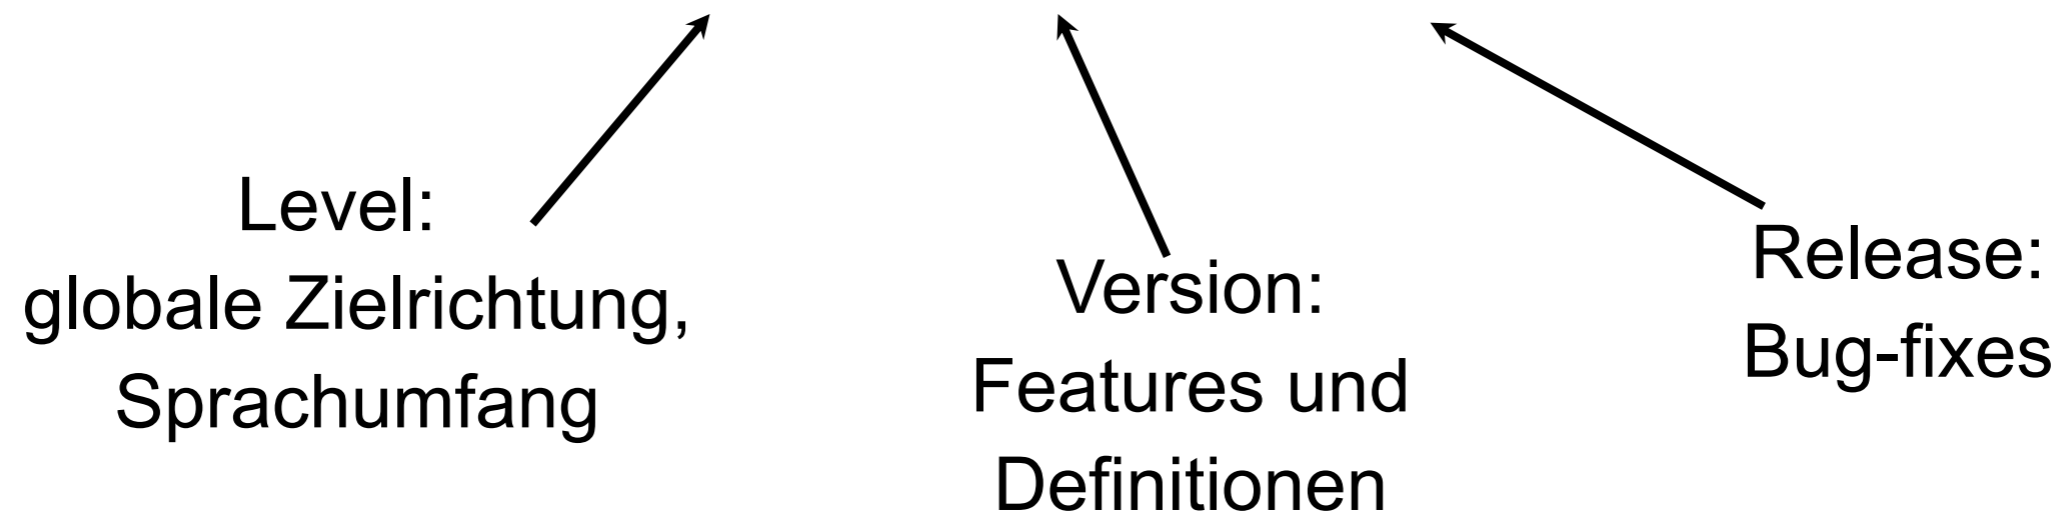 Level:
globale Zielrichtung,
Sprachumfang
Version:
Features und
Definitionen
Release:
Bug-fixes